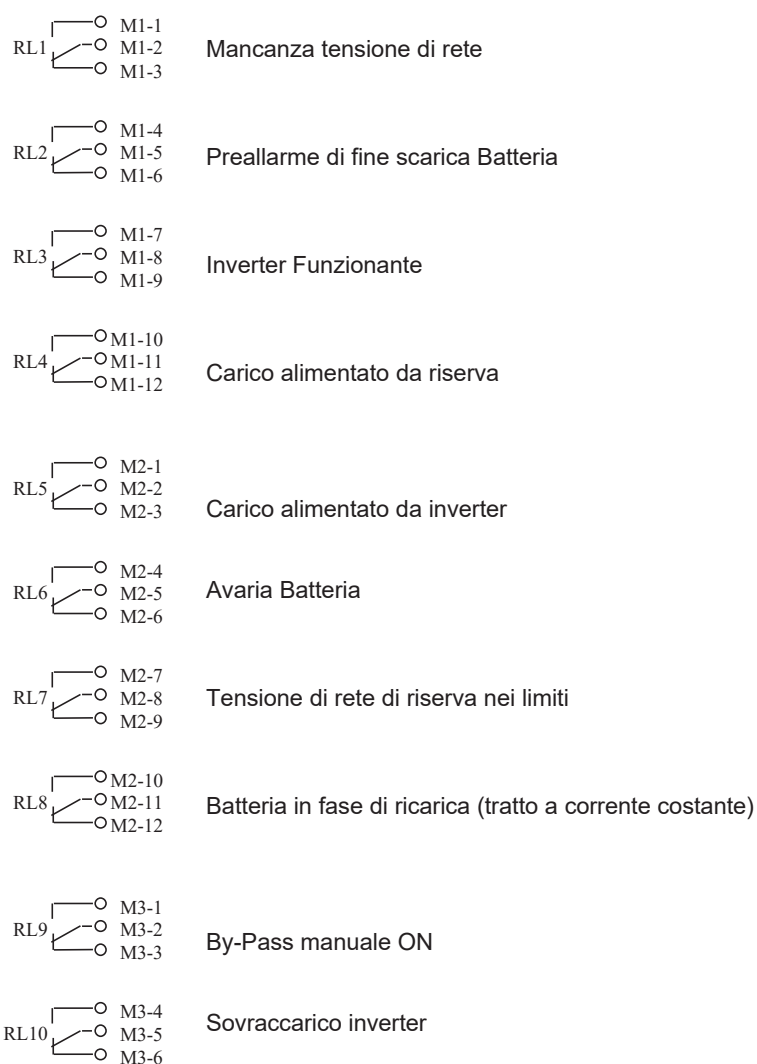 M1-1
RL1 M1-2 Mancanza tensione di rete
M1-3
M1-4
RL2 M1-5 Preallarme di fine scarica Batteria
M1-6
M1-7
RL3 M1-8 Inverter Funzionante
M1-9
M1-10
RL4 M1-11 Carico alimentato da riserva
M1-12
M2-1
RL5 M2-2
M2-3 Carico alimentato da inverter
M2-4
RL6 M2-5 Avaria Batteria
M2-6
M2-7
RL7 M2-8 Tensione di rete di riserva nei limiti
M2-9
M2-10
RL8 M2-11 Batteria in fase di ricarica (tratto a corrente costante)
M2-12
M3-1
RL9 M3-2 By-Pass manuale ON
M3-3
M3-4 Sovraccarico inverter
RL10 M3-5
M3-6